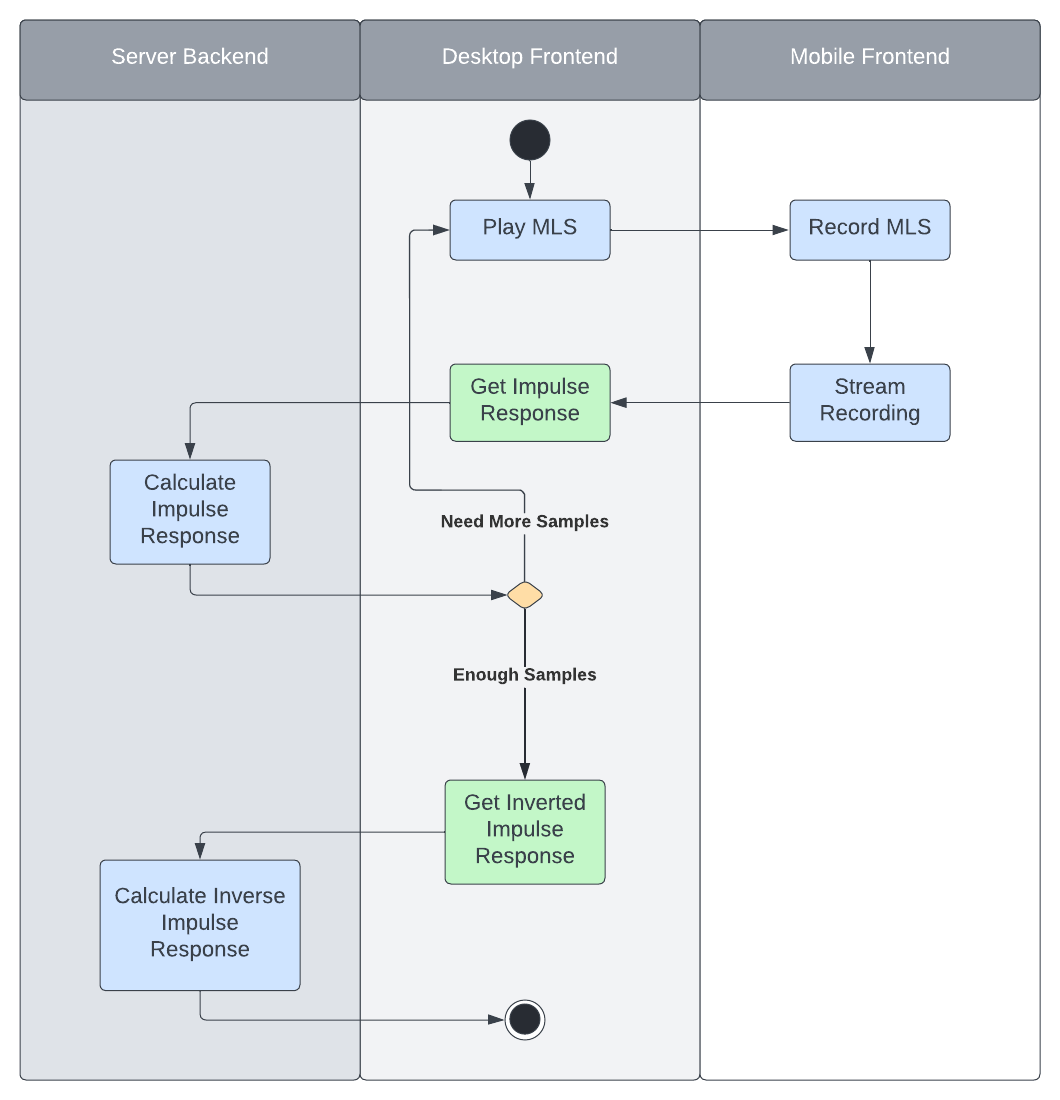 Server Backend
Desktop Frontend
Mobile Frontend
Play MLS
Record MLS
Get Impulse
Response
Stream
Recording
Calculate
Impulse
Response
Need More Samples
Enough Samples
Get Inverted
Impulse
Response
Calculate Inverse
Impulse
Response